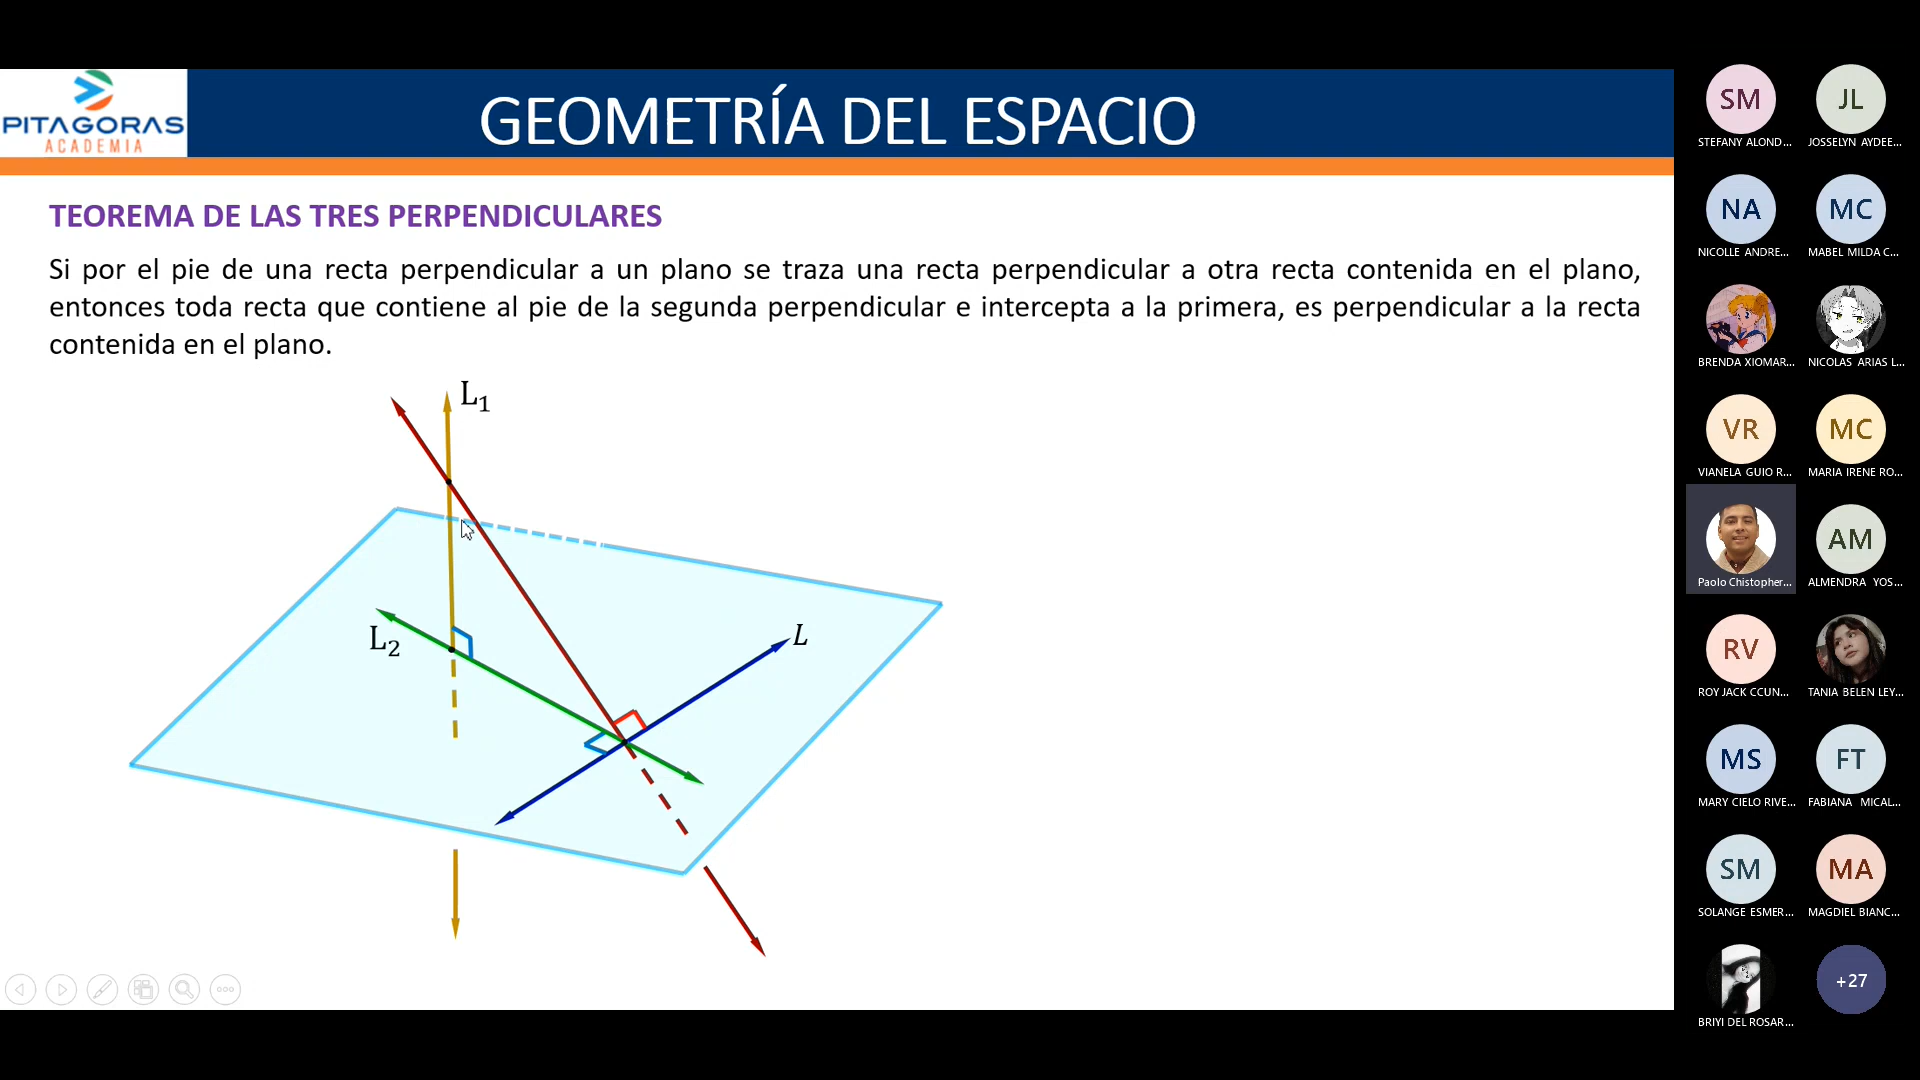 PITAGORAS
ACADEMIA
GEOMETRÍA DEL ESPACIO
TEOREMA DE LAS TRES PERPENDICULARES
Si por el pie de una recta perpendicular a un plano se traza una recta perpendicular a otra recta contenida en el plano,
entonces toda recta que contiene al pie de la segunda perpendicular e intercepta a la primera, es perpendicular a la recta
contenida en el plano.
L₁
L₂
L
SM
JL
STEFANY ALOND...
JOSSELYN AYDEE...
NA
MC
NICOLLE ANDRE...
MABEL MILDA C...
BRENDA XIOMAR...
NICOLAS ARIAS L...
VR
MC
VIANELA GUIO R...
MARIA IRENE RO...
AM
Paolo Chistopher...
ALMENDRA YOS...
RV
ROY JACK CCUN...
TANIA BELEN LEY...
MS
FT
MARY CIELO RIVE...
FABIANA MICAL...
SM
MA
SOLANGE ESMER...
MAGDIEL BIANC...
+27
BRIYI DEL ROSAR...